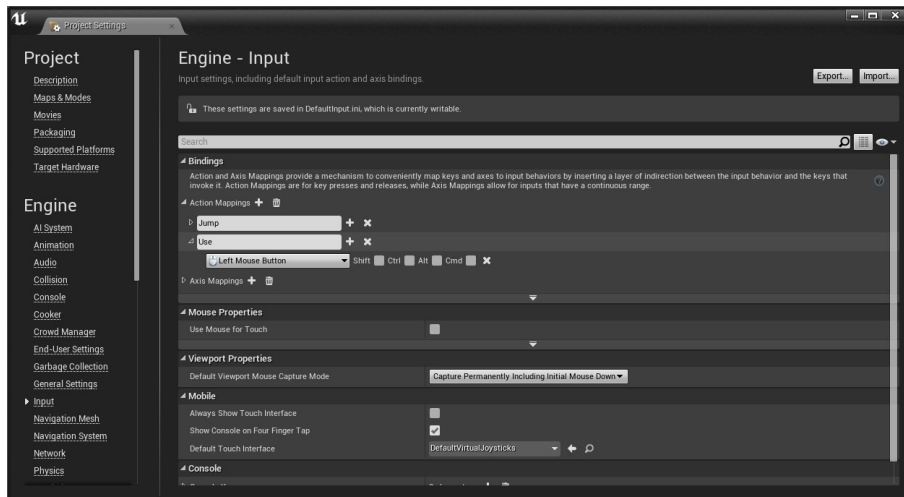 Project Settings
Project
Description
Maps & Modes
Movies
Packaging
Supported Platforms
Target Hardware
Engine
AI System
Animation
Audio
Collision
Console
Cooker
Crowd Manager
End-User Settings
Garbage Collection
General Settings
Input
Navigation Mesh
Navigation System
Network
Physics
Engine - Input
Input settings, including default input action and axis bindings.
Export... Import...
These settings are saved in DefaultInput.ini, which is currently writable.
Search
Bindings
Action and Axis Mappings provide a mechanism to conveniently map keys and axes to input behaviors by inserting a layer of indirection between the input behavior and the keys that
invoke it. Action Mappings are for key presses and releases, while Axis Mappings allow for inputs that have a continuous range.
Action Mappings
Jump
Use
Left Mouse Button Shift Ctrl Alt Cmd
Axis Mappings
Mouse Properties
Use Mouse for Touch
Viewport Properties
Default Viewport Mouse Capture Mode Capture Permanently Including Initial Mouse Down
Mobile
Always Show Touch Interface
Show Console on Four Finger Tap
Default Touch Interface DefaultVirtualJoysticks
Console